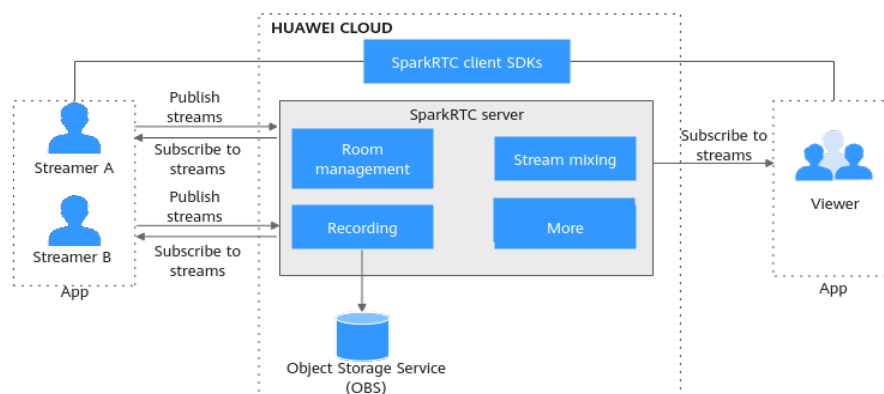 HUAWEI CLOUD
SparkRTC client SDKs
Publish
streams
Subscribe to
streams
Publish
streams
Subscribe to
streams
Streamer A
Streamer B
App
SparkRTC server
Room
management
Stream mixing
Recording
More
Object Storage Service
(OBS)
Subscribe to
streams
Viewer
App